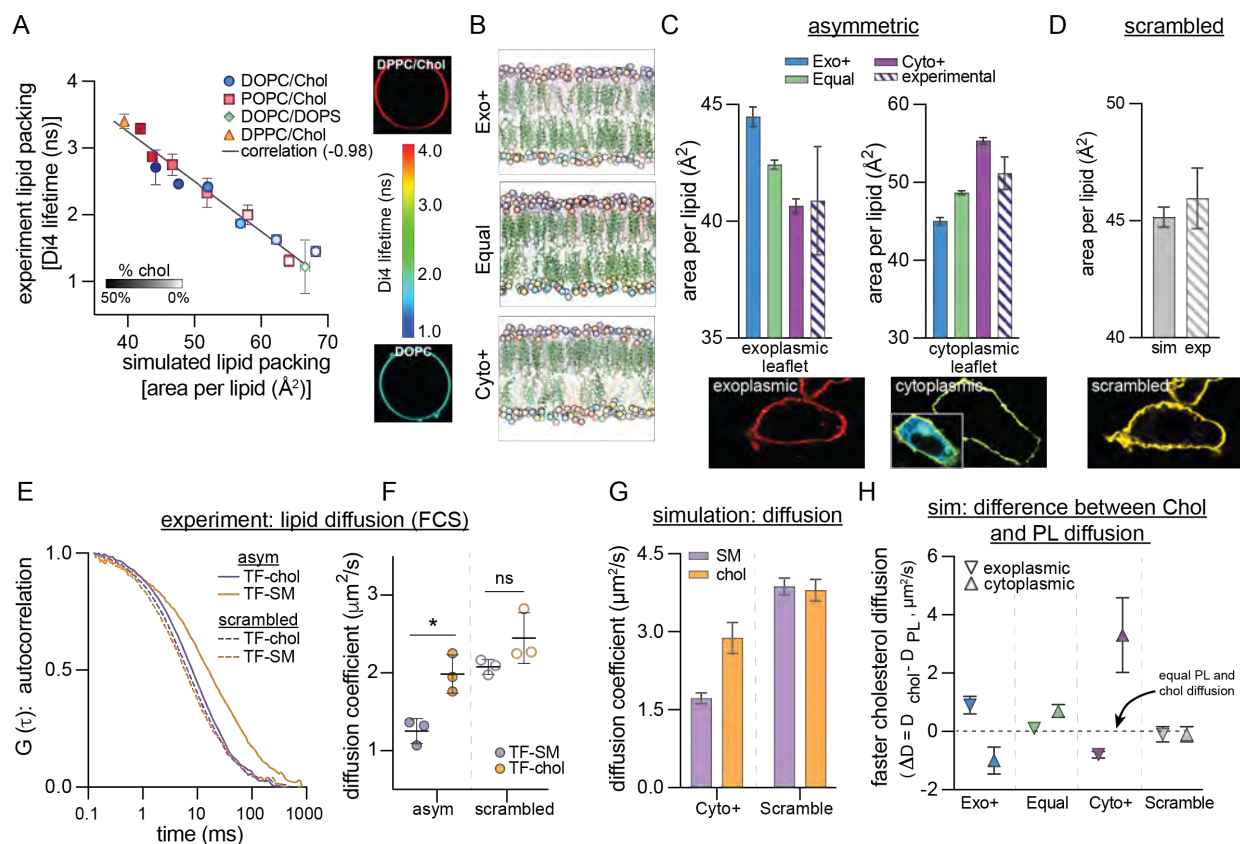 A
experiment lipid packing
[Di4 lifetime (ns)]
4
3
2
1
DOPC/Chol
POPC/Chol
DOPC/DOPS
DPPC/Chol
correlation (-0.98)
% chol
50%
0%
40
50
60
70
simulated lipid packing
[area per lipid (Å²)]
DPPC/Chol
Di4 lifetime (ns)
4.0
3.0
2.0
1.0
DOPC
B
Exo+
Equal
Cyto+
C
asymmetric
Exo+
Equal
Cyto+
experimental
area per lipid (Å²)
45
40
35
exoplasmic
leaflet
area per lipid (Å²)
60
50
40
30
cytoplasmic
leaflet
exoplasmic
cytoplasmic
D
scrambled
area per lipid (Å²)
50
45
40
sim exp
scrambled
E
F
experiment: lipid diffusion (FCS)
G (τ): autocorrelation
1.0
0.5
0.0
asym
TF-chol
TF-SM
scrambled
TF-chol
TF-SM
0.1 1 10 100 1000
time (ms)
diffusion coefficient (µm²/s)
3
2
1
*
ns
TF-SM
TF-chol
asym
scrambled
G
simulation: diffusion
diffusion coefficient (µm²/s)
4.5
3.0
1.5
0.0
SM
chol
Cyto+
Scramble
H
sim: difference between Chol
and PL diffusion
faster cholesterol diffusion
(ΔD = D chol - D PL , µm²/s)
6
4
2
0
-2
exoplasmic
cytoplasmic
equal PL and
chol diffusion
Exo+
Equal
Cyto+
Scramble